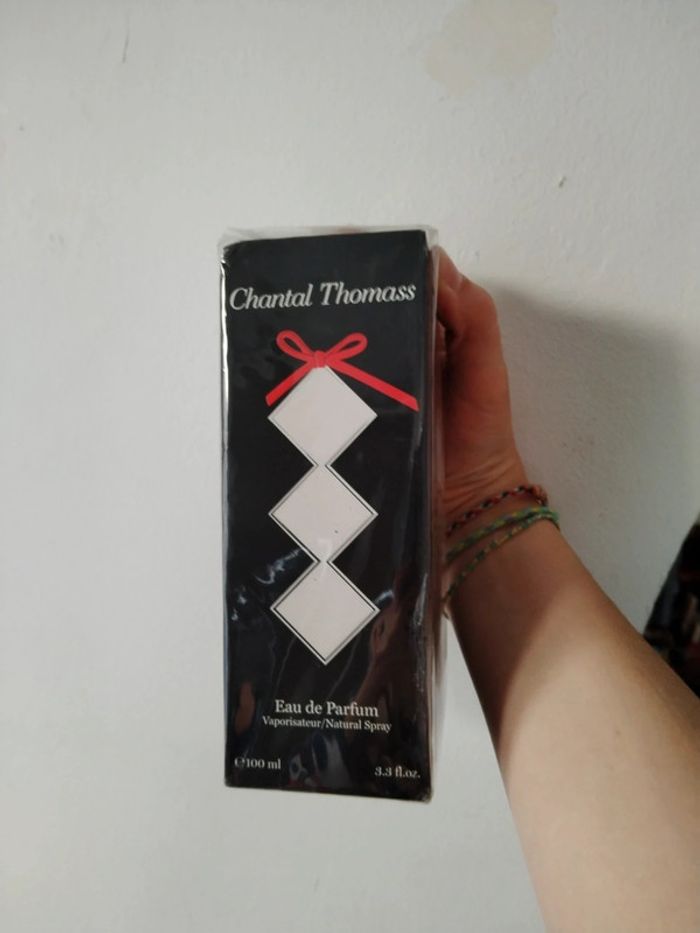 Chantal Thomass
Eau de Parfum
Vaporisateur/Natural Spray
℮100 ml
3.3 fl.oz.